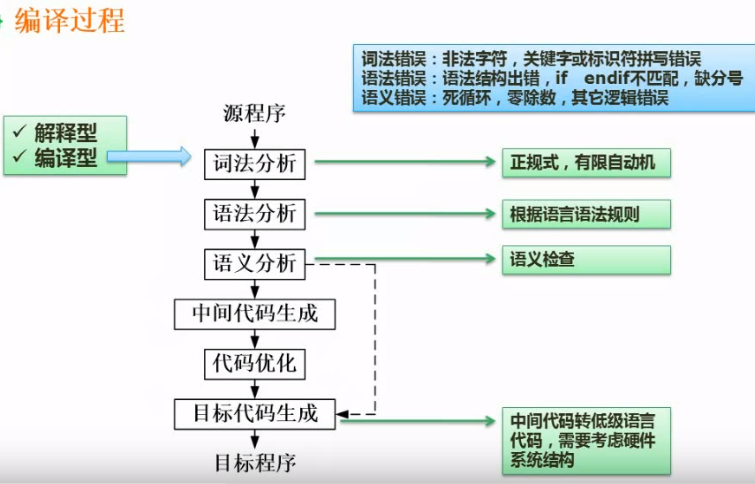 编译过程
词法错误：非法字符，关键字或标识符拼写错误
语法错误：语法结构出错，if endif不匹配，缺分号
语义错误：死循环，零除数，其它逻辑错误
源程序
✓ 解释型
✓ 编译型
词法分析
正规式，有限自动机
语法分析
根据语言语法规则
语义分析
语义检查
中间代码生成
代码优化
目标代码生成
中间代码转低级语言
代码，需要考虑硬件
系统结构
目标程序